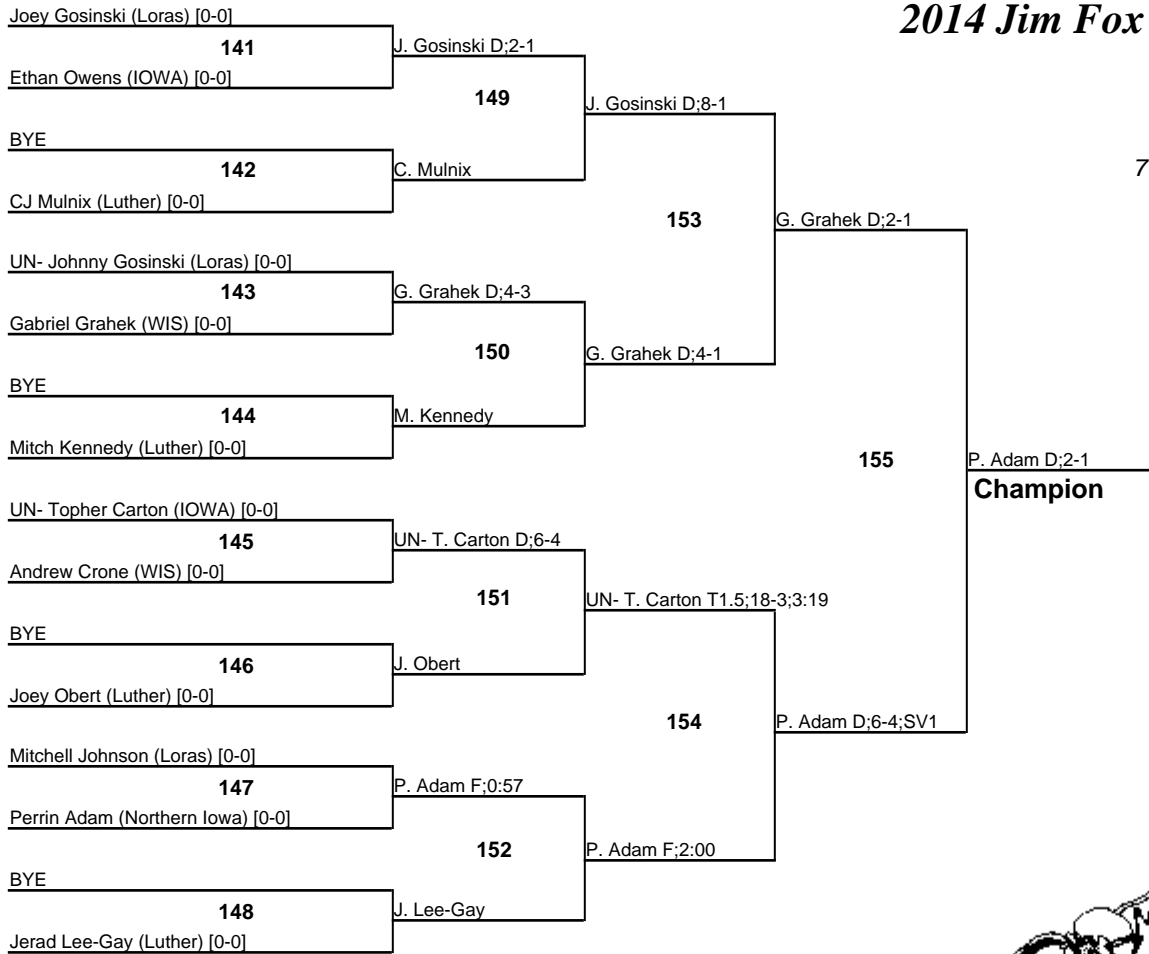 2014 Jim Fox
7
Joey Gosinski (Loras) [0-0]
141
Ethan Owens (IOWA) [0-0]
J. Gosinski D;2-1
149
BYE
142
CJ Mulnix (Luther) [0-0]
C. Mulnix
J. Gosinski D;8-1
153
UN- Johnny Gosinski (Loras) [0-0]
143
Gabriel Grahek (WIS) [0-0]
G. Grahek D;4-3
150
BYE
144
Mitch Kennedy (Luther) [0-0]
M. Kennedy
G. Grahek D;4-1
G. Grahek D;2-1
155
P. Adam D;2-1
Champion
UN- Topher Carton (IOWA) [0-0]
145
Andrew Crone (WIS) [0-0]
UN- T. Carton D;6-4
151
BYE
146
Joey Obert (Luther) [0-0]
J. Obert
UN- T. Carton T1.5;18-3;3:19
154
P. Adam D;6-4;SV1
Mitchell Johnson (Loras) [0-0]
147
Perrin Adam (Northern Iowa) [0-0]
P. Adam F;0:57
152
BYE
148
Jerad Lee-Gay (Luther) [0-0]
J. Lee-Gay
P. Adam F;2:00